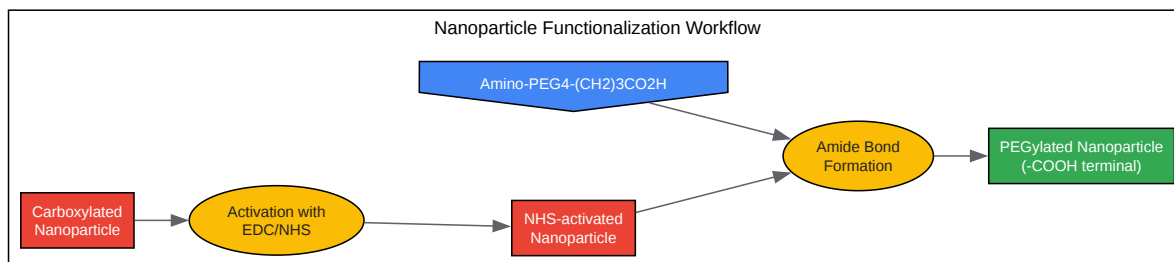 Nanoparticle Functionalization Workflow
Amino-PEG4-(CH2)3CO2H
Carboxylated
Nanoparticle
Activation with
EDC/NHS
NHS-activated
Nanoparticle
Amide Bond
Formation
PEGylated Nanoparticle
(-COOH terminal)